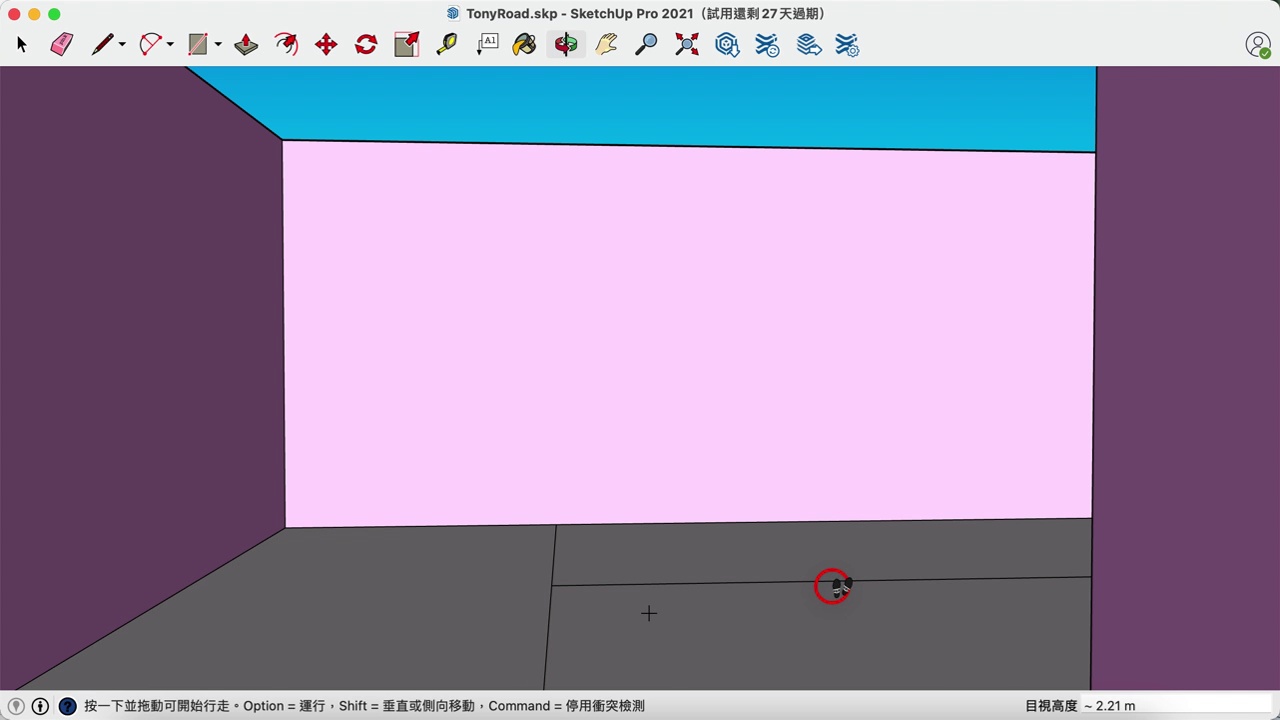 TonyRoad.skp - SketchUp Pro 2021（試用還剩 27 天過期）
A1
按一下並拖動可開始行走。Option = 運行，Shift = 垂直或側向移動，Command = 停用衝突檢測
目視高度 ~ 2.21 m